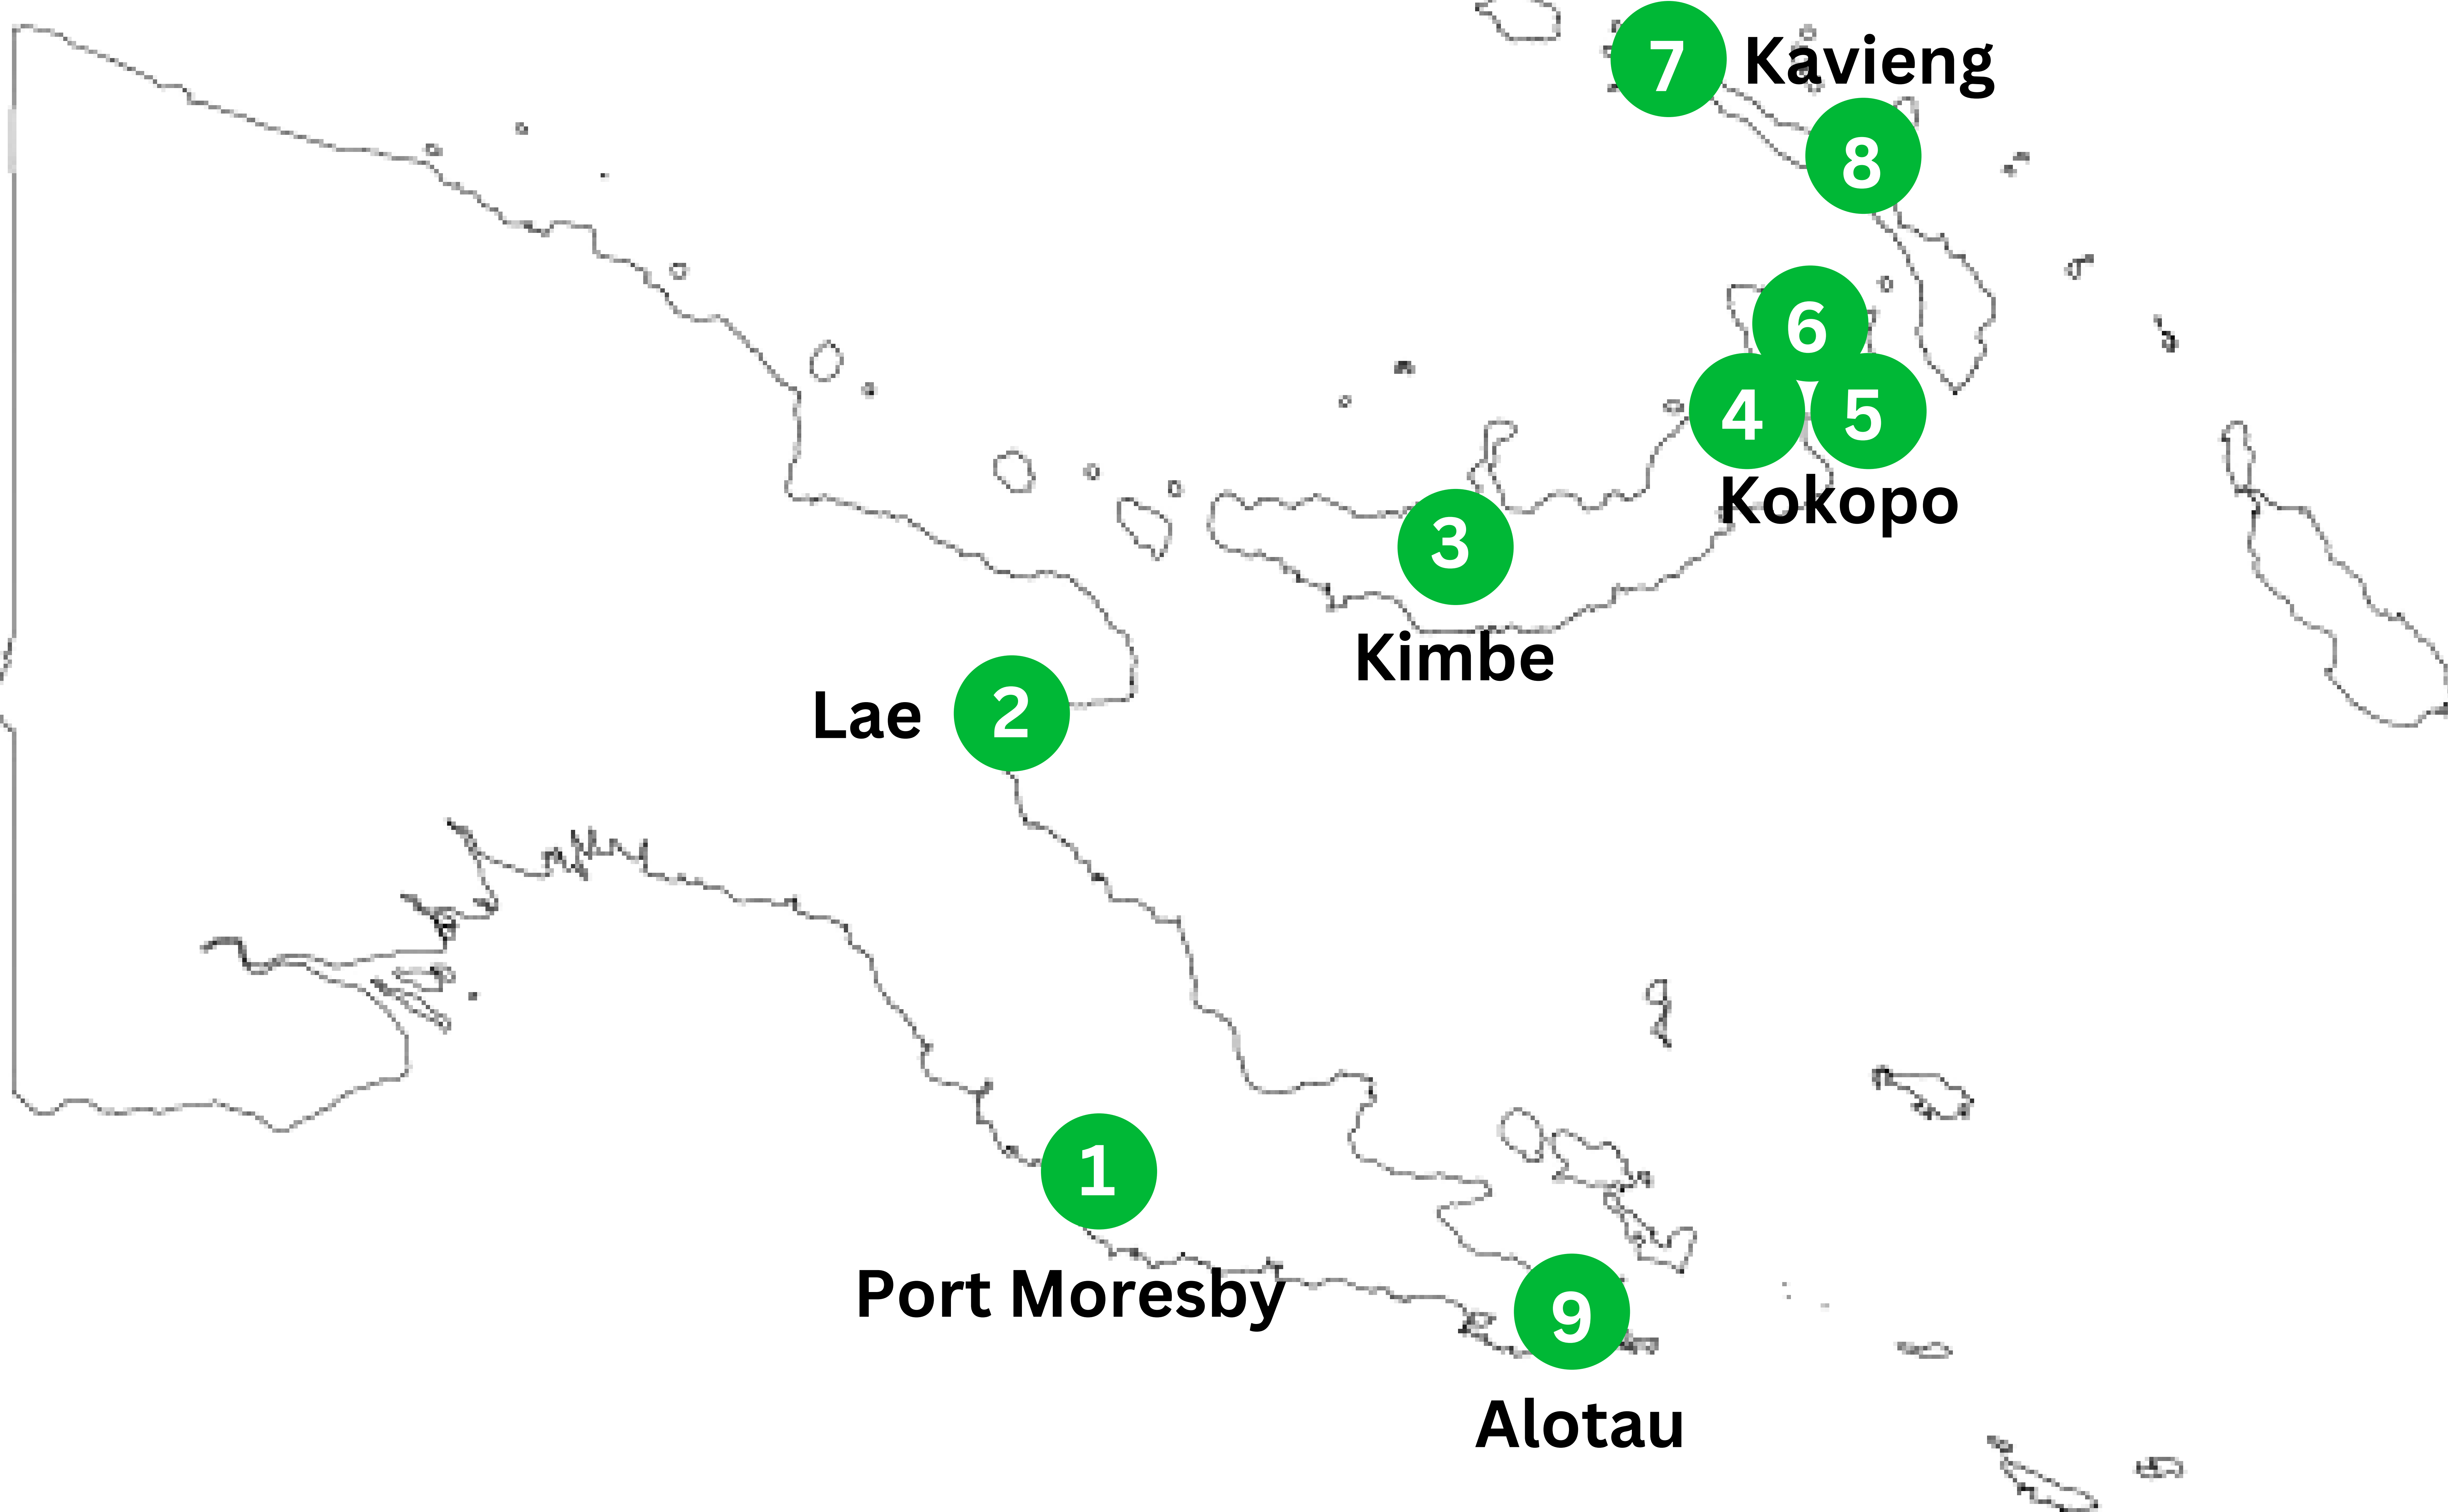 7 Kavieng
8
6
4 5
Kokopo
3
Kimbe
Lae 2
1
Port Moresby
9
Alotau